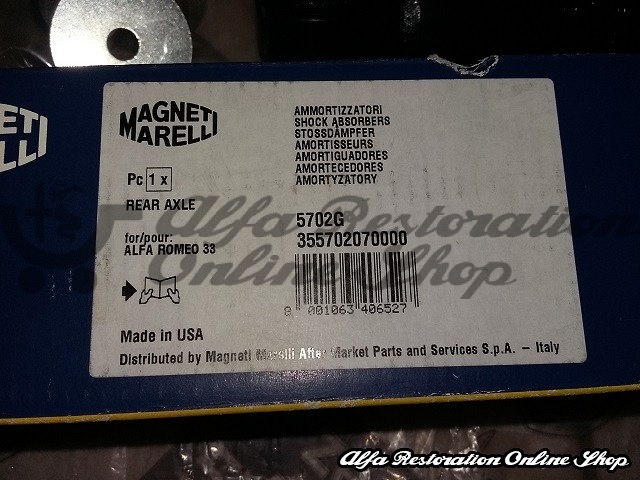 NETI
ELLI
MAGNETI
MARELLI
AMMORTIZZATORI
SHOCK ABSORBERS
STOSSDÄMPFER
AMORTISSEURS
AMORTIGUADORES
AMORTECEDORES
AMORTYZATORY
Pc 1 x
REAR AXLE
5702G
355702070000
for/pour:
ALFA ROMEO 33
8 001063 406527
Made in USA
Distributed by Magneti Marelli After Market Parts and Services S.p.A. – Italy
Alfa Restoration
Online Shop
Alfa Restoration Online Shop